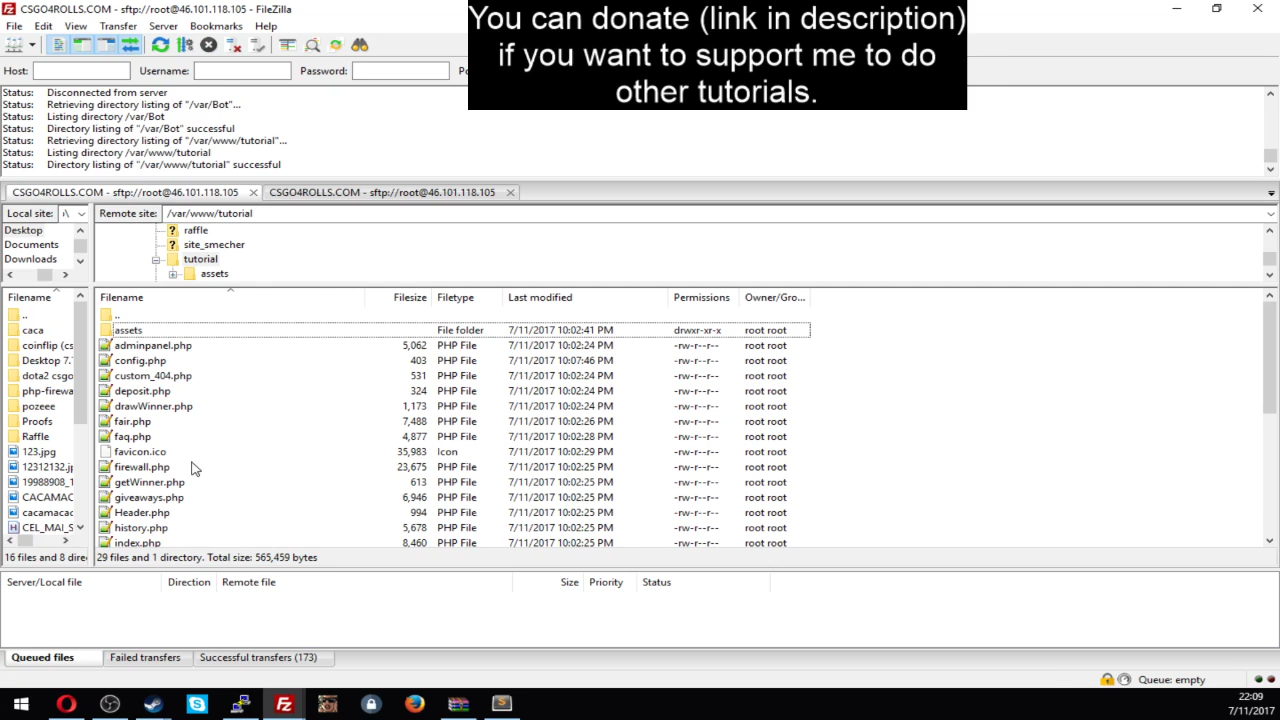 CSGO4ROLLS.COM - sftp://root@46.101.118.105 - FileZilla
File Edit View Transfer Server Bookmarks Help
You can donate (link in description)
if you want to support me to do
other tutorials.
Host: Username: Password:
Status: Disconnected from server
Status: Retrieving directory listing of "/var/Bot"...
Status: Listing directory /var/Bot
Status: Directory listing of "/var/Bot" successful
Status: Retrieving directory listing of "/var/www/tutorial"...
Status: Listing directory /var/www/tutorial
Status: Directory listing of "/var/www/tutorial" successful
CSGO4ROLLS.COM - sftp://root@46.101.118.105 CSGO4ROLLS.COM - sftp://root@46.101.118.105
Local site: Remote site: /var/www/tutorial
Desktop raffle
Documents site_smecher
Downloads tutorial
assets
Filename Filename Filesize Filetype Last modified Permissions Owner/Gro...
.. ..
caca assets File folder 7/11/2017 10:02:41 PM drwxr-xr-x root root
coinflip (cs adminpanel.php 5,062 PHP File 7/11/2017 10:02:24 PM -rw-r--r-- root root
Desktop 7. config.php 403 PHP File 7/11/2017 10:07:46 PM -rw-r--r-- root root
dota2 csgo custom_404.php 531 PHP File 7/11/2017 10:02:24 PM -rw-r--r-- root root
php-firewa deposit.php 324 PHP File 7/11/2017 10:02:24 PM -rw-r--r-- root root
pozeee drawWinner.php 1,173 PHP File 7/11/2017 10:02:24 PM -rw-r--r-- root root
Proofs fair.php 7,488 PHP File 7/11/2017 10:02:26 PM -rw-r--r-- root root
Raffle faq.php 4,877 PHP File 7/11/2017 10:02:28 PM -rw-r--r-- root root
123.jpg favicon.ico 35,983 Icon 7/11/2017 10:02:29 PM -rw-r--r-- root root
12312132.jp firewall.php 23,675 PHP File 7/11/2017 10:02:25 PM -rw-r--r-- root root
19988908_1 getWinner.php 613 PHP File 7/11/2017 10:02:25 PM -rw-r--r-- root root
CACAMAC giveaways.php 6,946 PHP File 7/11/2017 10:02:25 PM -rw-r--r-- root root
cacamacac Header.php 994 PHP File 7/11/2017 10:02:25 PM -rw-r--r-- root root
CEL_MAI_S history.php 5,678 PHP File 7/11/2017 10:02:25 PM -rw-r--r-- root root
index.php 8,460 PHP File 7/11/2017 10:02:25 PM -rw-r--r-- root root
16 files and 8 direc 29 files and 1 directory. Total size: 565,459 bytes
Server/Local file Direction Remote file Size Priority Status
Queued files Failed transfers Successful transfers (173)
Queue: empty
22:09
7/11/2017